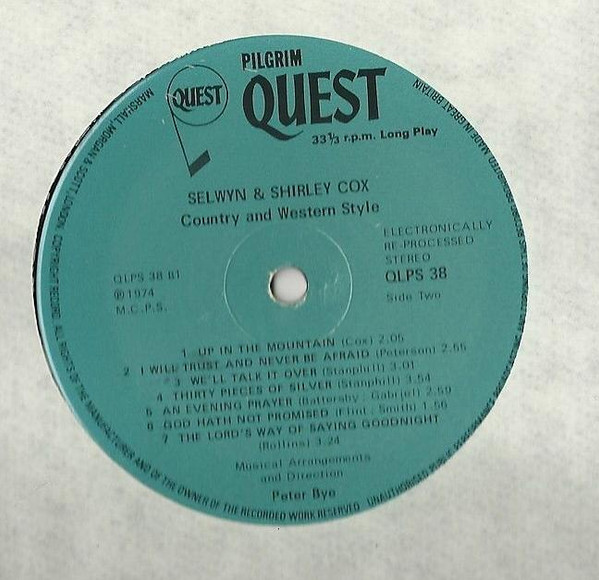 PILGRIM
QUEST
QUEST
33⅓ r.p.m. Long Play
SELWYN & SHIRLEY COX
Country and Western Style
ELECTRONICALLY
RE-PROCESSED
STEREO
QLPS 38
Side Two
QLPS 38 B1
℗1974
M.C.P.S.
1 UP IN THE MOUNTAIN (Cox) 2.05
2 I WILL TRUST AND NEVER BE AFRAID (Peterson) 2.55
3 WE'LL TALK IT OVER (Stanphill) 3.01
4 THIRTY PIECES OF SILVER (Stanphill) 3.54
5 AN EVENING PRAYER (Battersby, Gabriel) 2.59
6 GOD HATH NOT PROMISED (Flint, Smith) 1.56
7 THE LORD'S WAY OF SAYING GOODNIGHT
(Rollins) 3.24
Musical Arrangements
and Direction
Peter Bye
MARSHALL, MORGAN & SCOTT, LONDON. COPYRIGHT RECORD. ALL RIGHTS OF THE MANUFACTURER AND OF THE OWNER OF THE RECORDED WORK RESERVED. UNAUTHORISED
MADE IN GREAT BRITAIN